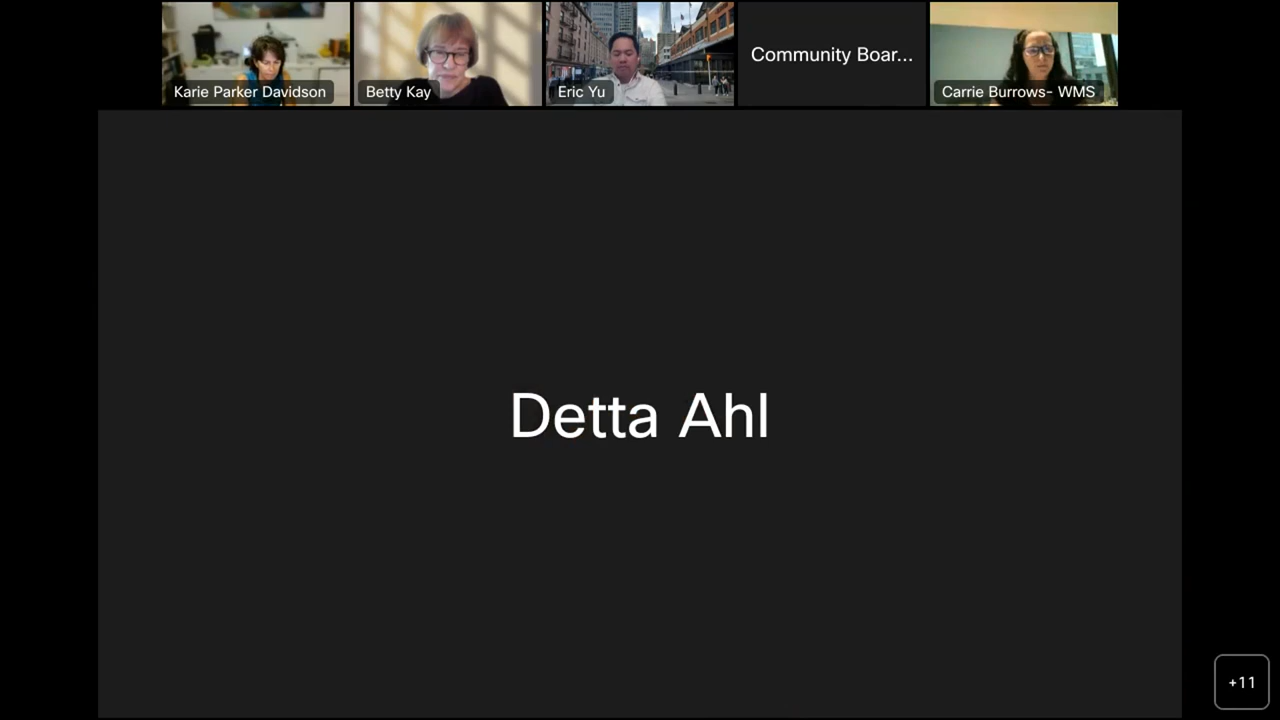 Karie Parker Davidson
Betty Kay
Eric Yu
Community Boar...
Carrie Burrows- WMS
Detta Ahl
+11